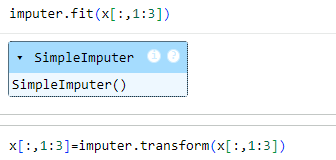 imputer.fit(x[:,1:3])
▾ SimpleImputer i ?
SimpleImputer()
x[:,1:3]=imputer.transform(x[:,1:3])